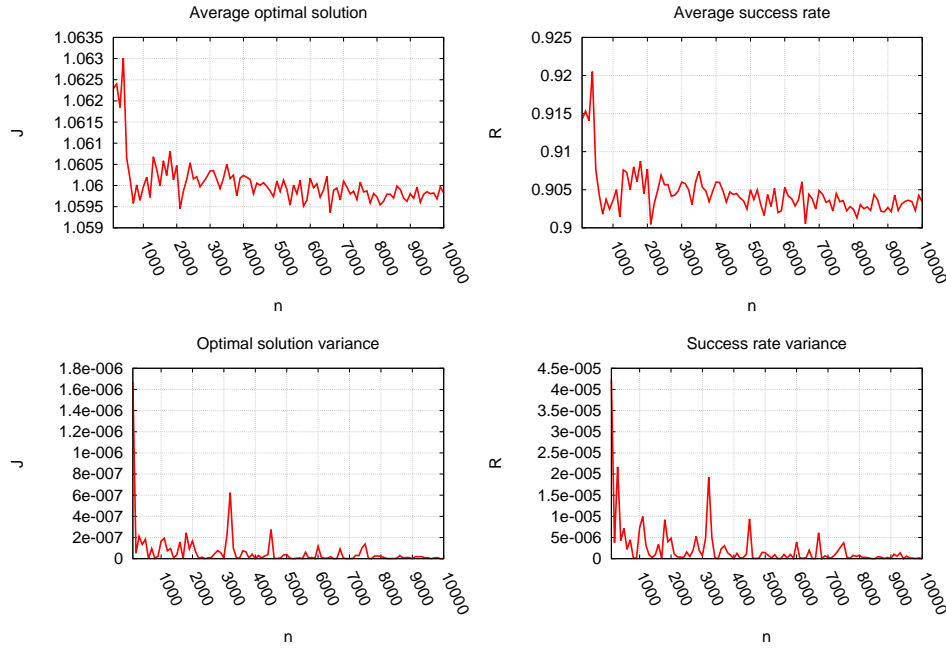 Average optimal solution
1.0635
1.063
1.0625
1.062
1.0615
1.061
1.0605
1.06
1.0595
1.059
J
1000
2000
3000
4000
5000
6000
7000
8000
9000
10000
n
Average success rate
0.925
0.92
0.915
0.91
0.905
0.9
R
1000
2000
3000
4000
5000
6000
7000
8000
9000
10000
n
Optimal solution variance
1.8e-006
1.6e-006
1.4e-006
1.2e-006
1e-006
8e-007
6e-007
4e-007
2e-007
0
J
1000
2000
3000
4000
5000
6000
7000
8000
9000
10000
n
Success rate variance
4.5e-005
4e-005
3.5e-005
3e-005
2.5e-005
2e-005
1.5e-005
1e-005
5e-006
0
R
1000
2000
3000
4000
5000
6000
7000
8000
9000
10000
n